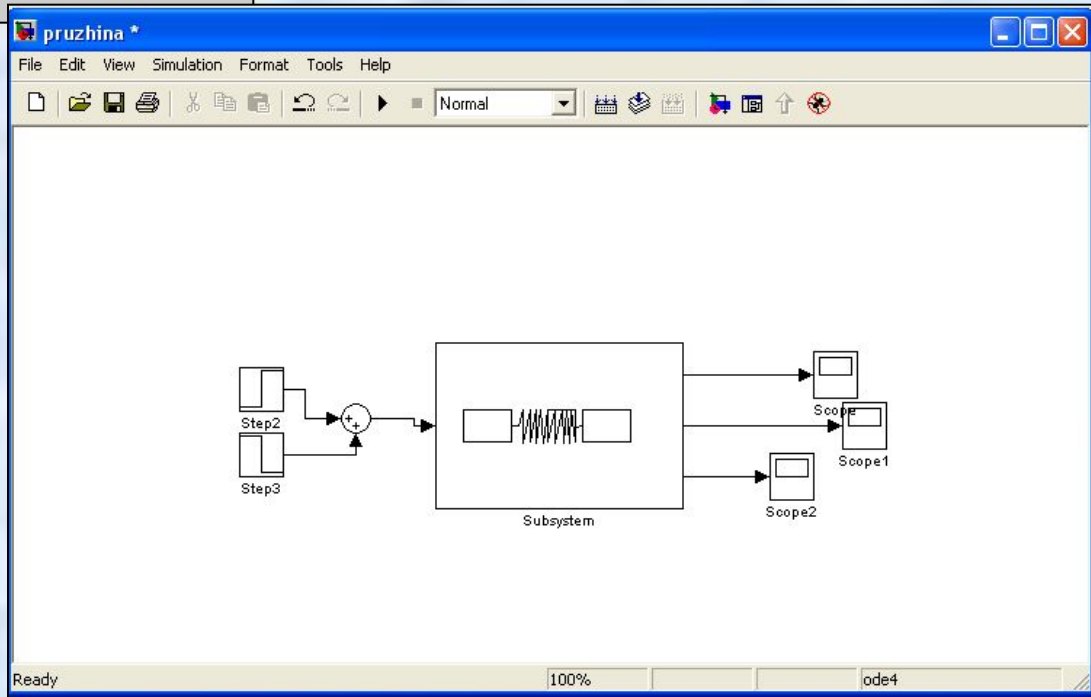 pruzhina *
File Edit View Simulation Format Tools Help
Normal
Step2
Step3
+
+
Subsystem
Scope
Scope1
Scope2
Ready 100% ode4